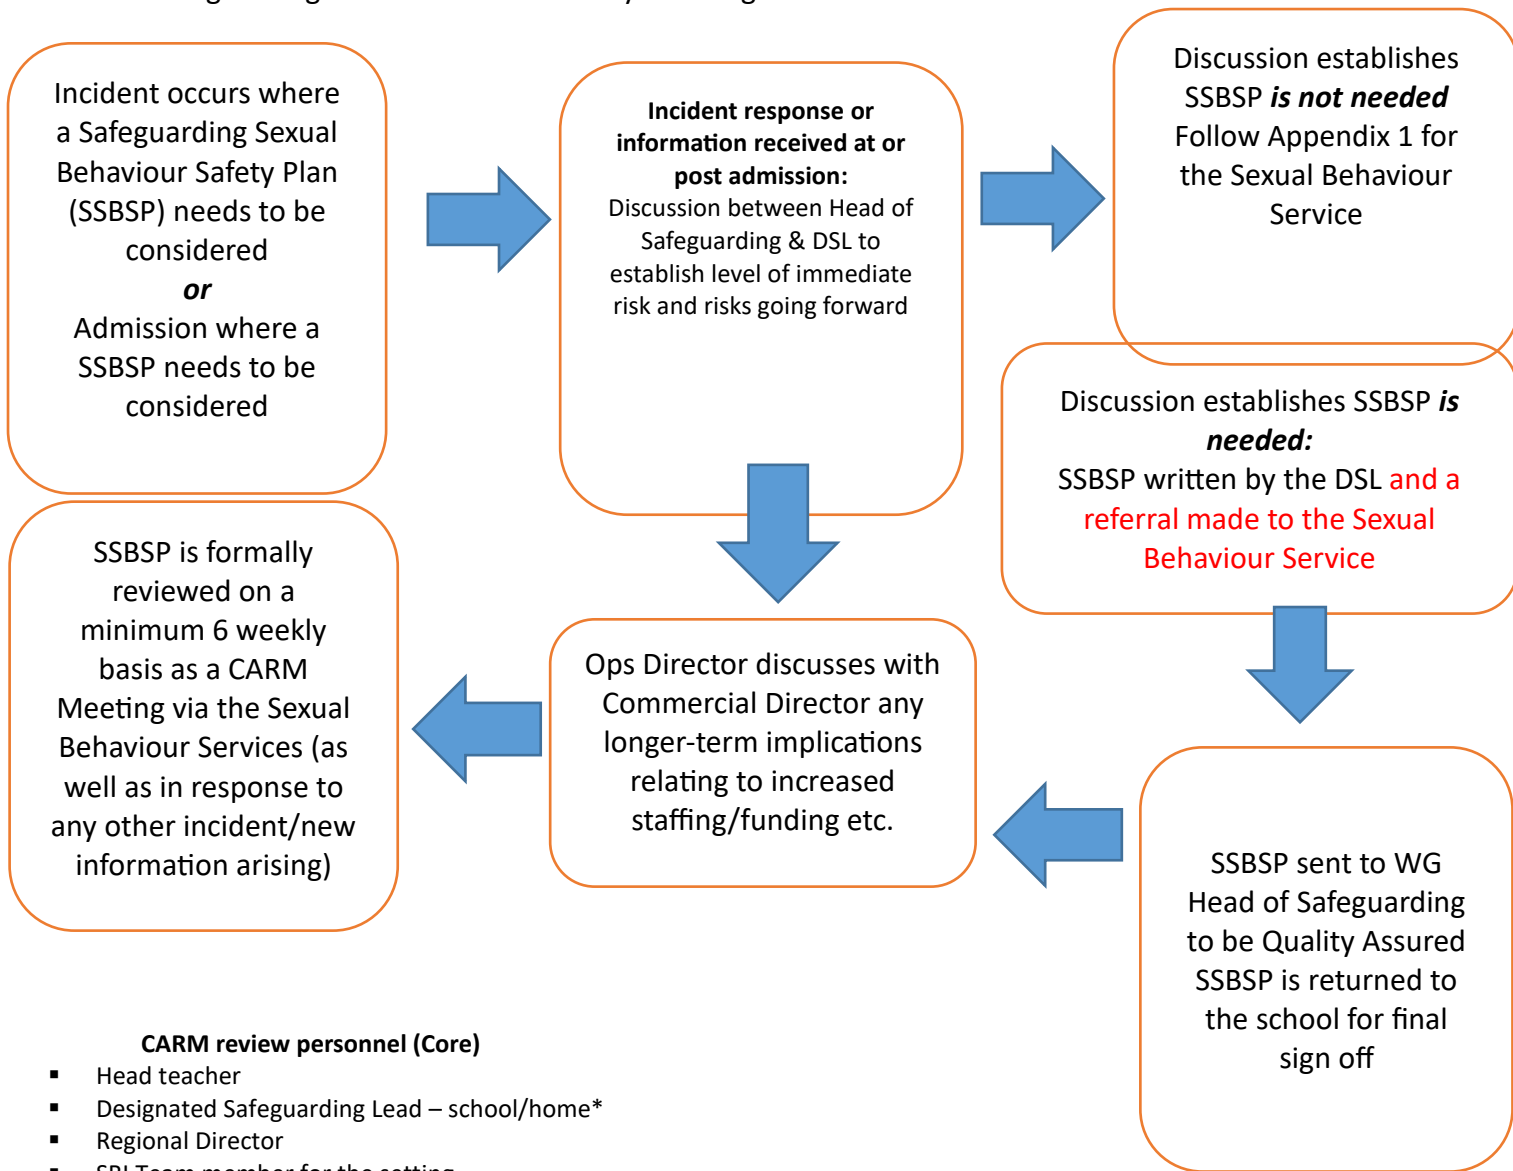 Incident occurs where
a Safeguarding Sexual
Behaviour Safety Plan
(SSBSP) needs to be
considered
or
Admission where a
SSBSP needs to be
considered
Incident response or
information received at or
post admission:
Discussion between Head of
Safeguarding & DSL to
establish level of immediate
risk and risks going forward
Discussion establishes
SSBSP is not needed
Follow Appendix 1 for
the Sexual Behaviour
Service
Discussion establishes SSBSP is
needed:
SSBSP written by the DSL and a
referral made to the Sexual
Behaviour Service
SSBSP sent to WG
Head of Safeguarding
to be Quality Assured
SSBSP is returned to
the school for final
sign off
Ops Director discusses with
Commercial Director any
longer-term implications
relating to increased
staffing/funding etc.
SSBSP is formally
reviewed on a
minimum 6 weekly
basis as a CARM
Meeting via the Sexual
Behaviour Services (as
well as in response to
any other incident/new
information arising)
CARM review personnel (Core)
▪ Head teacher
▪ Designated Safeguarding Lead – school/home*
▪ Regional Director